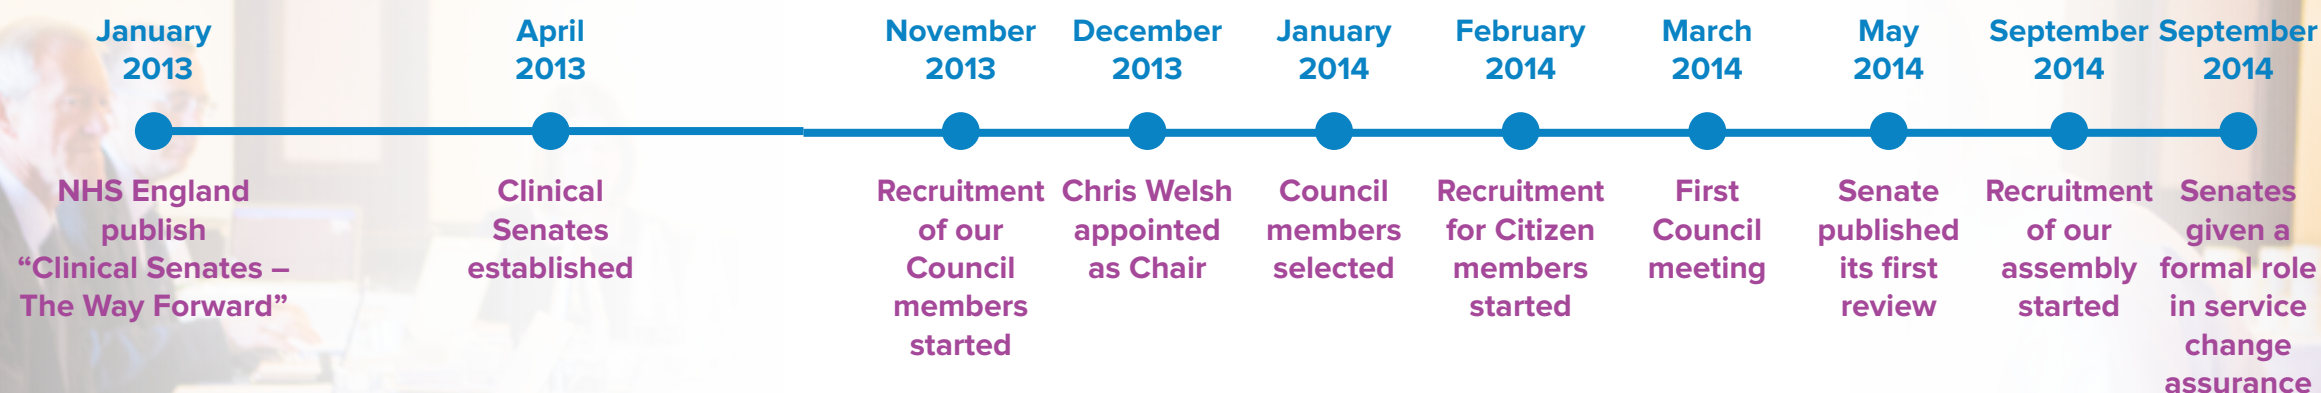 January
2013
April
2013
November
2013
December
2013
January
2014
February
2014
March
2014
May
2014
September
2014
September
2014
NHS England
publish
“Clinical Senates –
The Way Forward”
Clinical
Senates
established
Recruitment
of our
Council
members
started
Chris Welsh
appointed
as Chair
Council
members
selected
Recruitment
for Citizen
members
started
First
Council
meeting
Senate
published
its first
review
Recruitment
of our
assembly
started
Senates
given a
formal role
in service
change
assurance